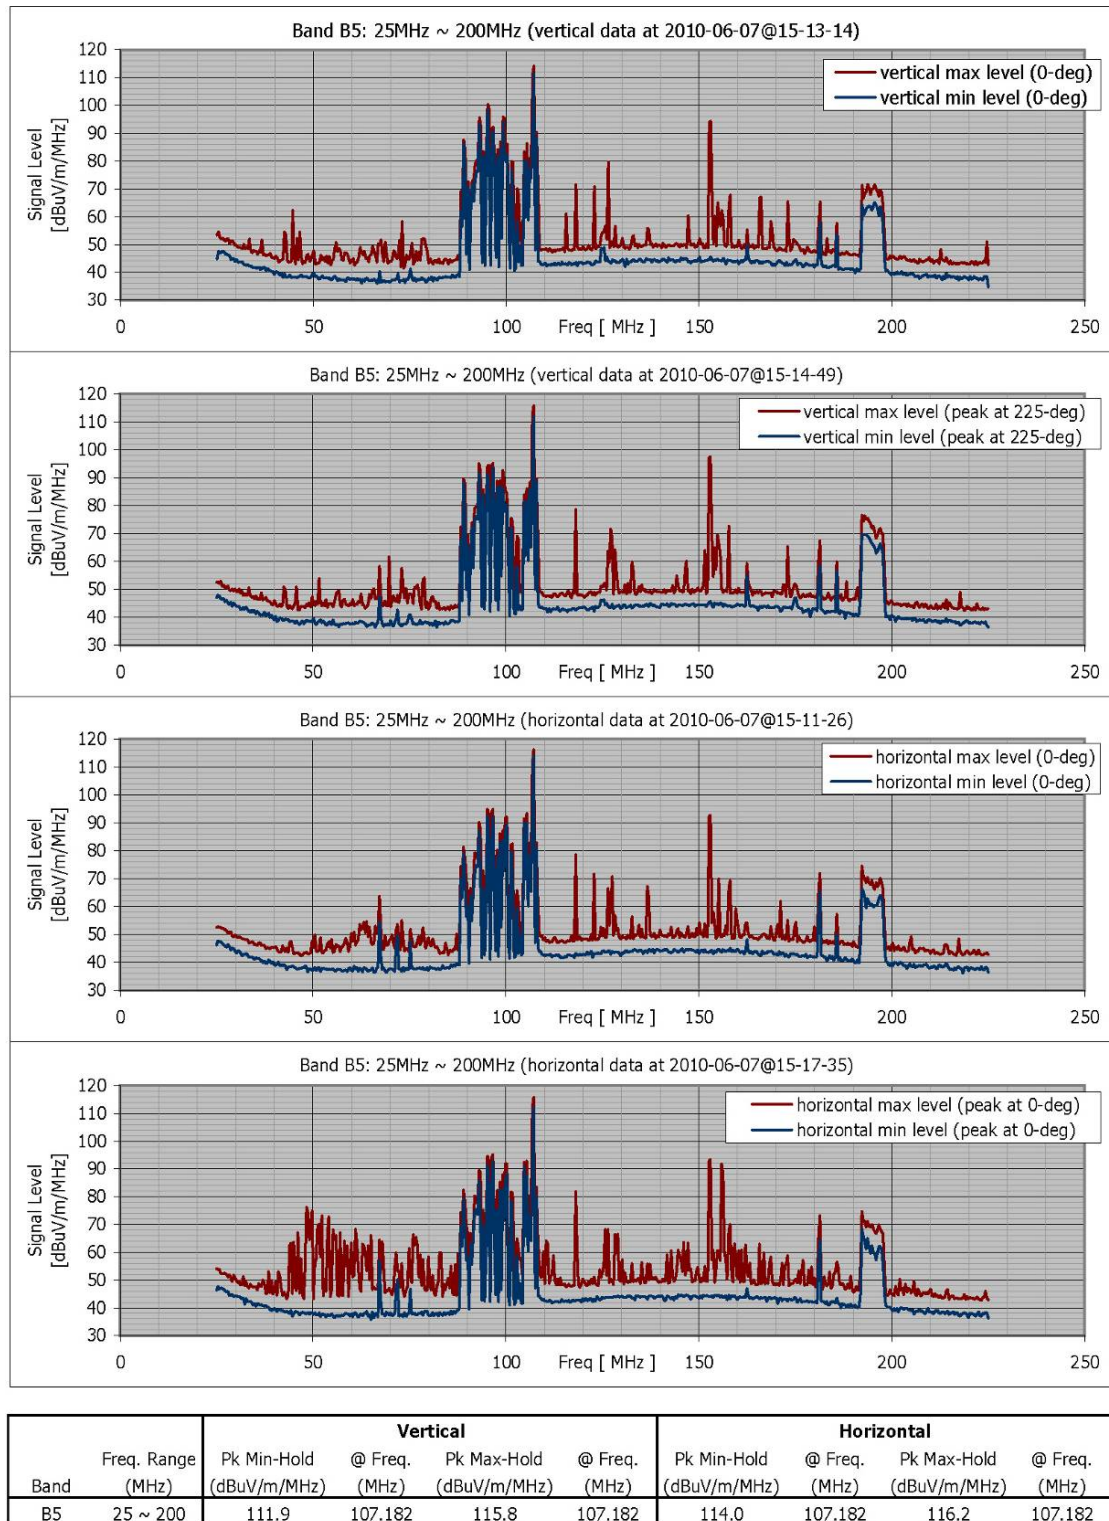 Band B5: 25MHz ~ 200MHz (vertical data at 2010-06-07@15-13-14)
120
110
100
90
80
70
60
50
40
30
Signal Level
[dBuV/m/MHz]
vertical max level (0-deg)
vertical min level (0-deg)
0 50 100 150 200 250
Freq [ MHz ]
Band B5: 25MHz ~ 200MHz (vertical data at 2010-06-07@15-14-49)
120
110
100
90
80
70
60
50
40
30
Signal Level
[dBuV/m/MHz]
vertical max level (peak at 225-deg)
vertical min level (peak at 225-deg)
0 50 100 150 200 250
Freq [ MHz ]
Band B5: 25MHz ~ 200MHz (horizontal data at 2010-06-07@15-11-26)
120
110
100
90
80
70
60
50
40
30
Signal Level
[dBuV/m/MHz]
horizontal max level (0-deg)
horizontal min level (0-deg)
0 50 100 150 200 250
Freq [ MHz ]
Band B5: 25MHz ~ 200MHz (horizontal data at 2010-06-07@15-17-35)
120
110
100
90
80
70
60
50
40
30
Signal Level
[dBuV/m/MHz]
horizontal max level (peak at 0-deg)
horizontal min level (peak at 0-deg)
0 50 100 150 200 250
Freq [ MHz ]
Vertical Horizontal
Freq. Range Pk Min-Hold @ Freq. Pk Max-Hold @ Freq. Pk Min-Hold @ Freq. Pk Max-Hold @ Freq.
Band (MHz) (dBuV/m/MHz) (MHz) (dBuV/m/MHz) (MHz) (dBuV/m/MHz) (MHz) (dBuV/m/MHz) (MHz)
B5 25 ~ 200 111.9 107.182 115.8 107.182 114.0 107.182 116.2 107.182